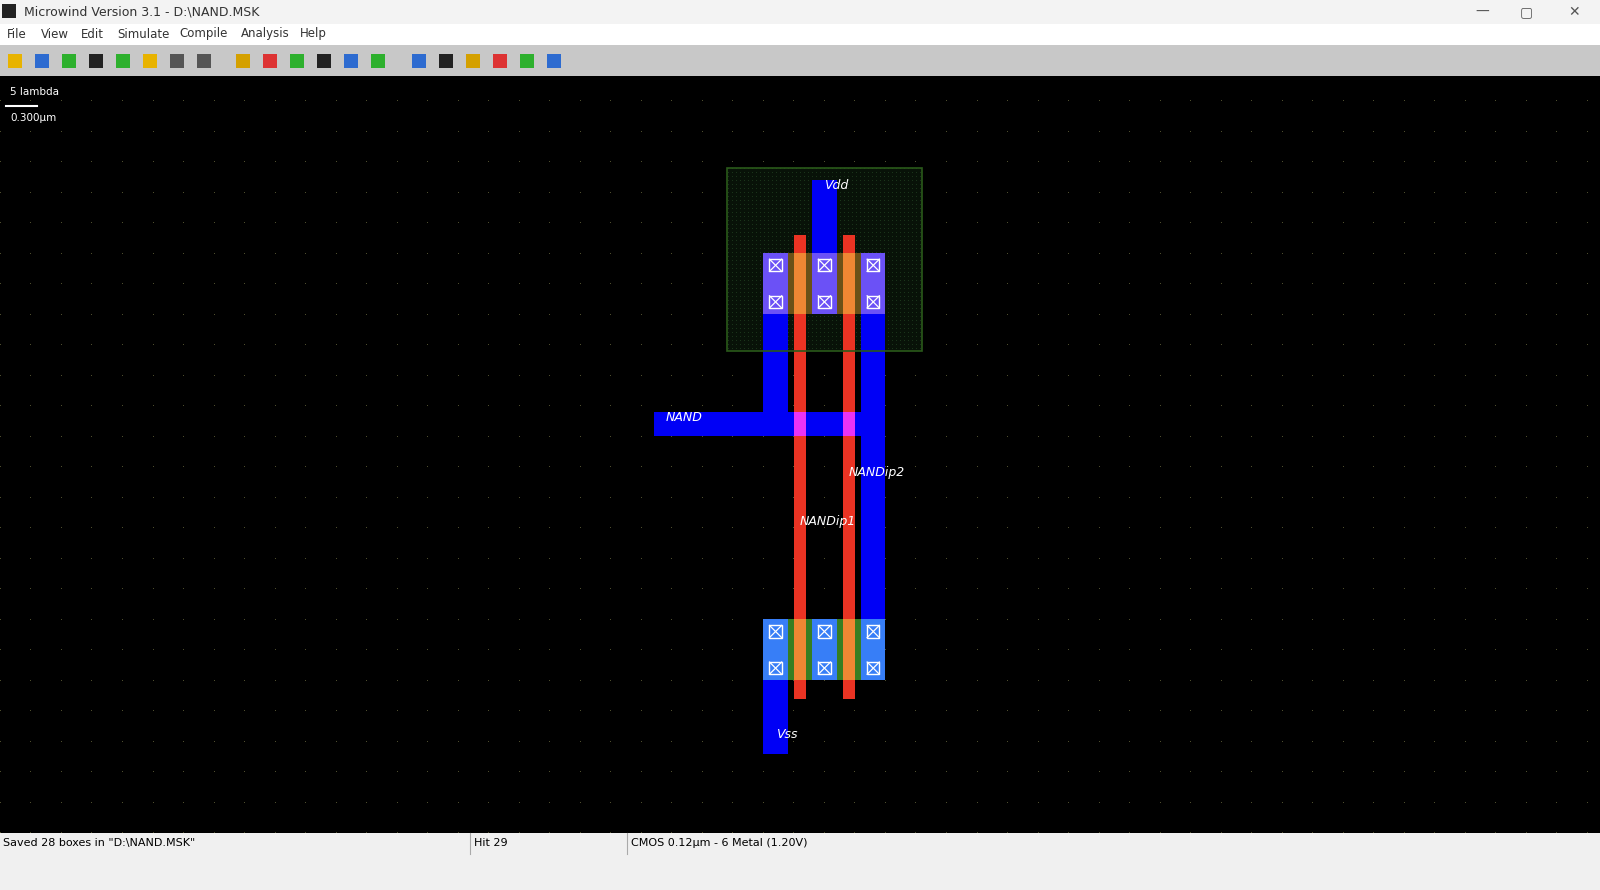 Microwind Version 3.1 - D:\NAND.MSK
File View Edit Simulate Compile Analysis Help
5 lambda
0.300µm
Vdd
NAND
NANDip2
NANDip1
Vss
Saved 28 boxes in "D:\NAND.MSK" Hit 29 CMOS 0.12µm - 6 Metal (1.20V)